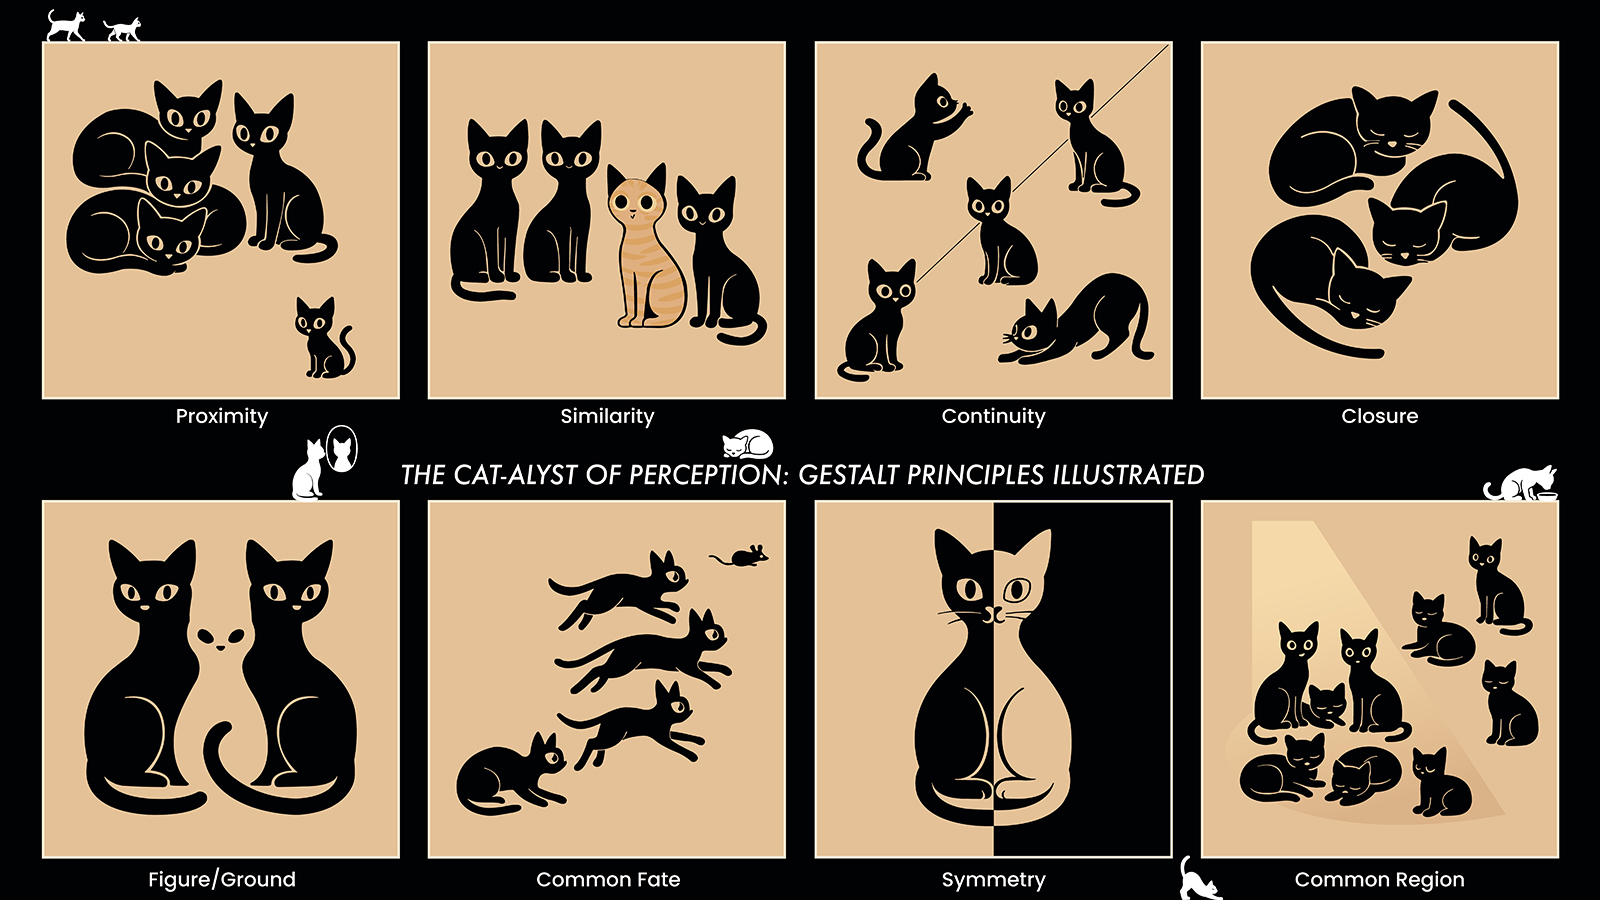 Proximity
Similarity
Continuity
Closure
THE CAT-ALYST OF PERCEPTION: GESTALT PRINCIPLES ILLUSTRATED
Figure/Ground
Common Fate
Symmetry
Common Region